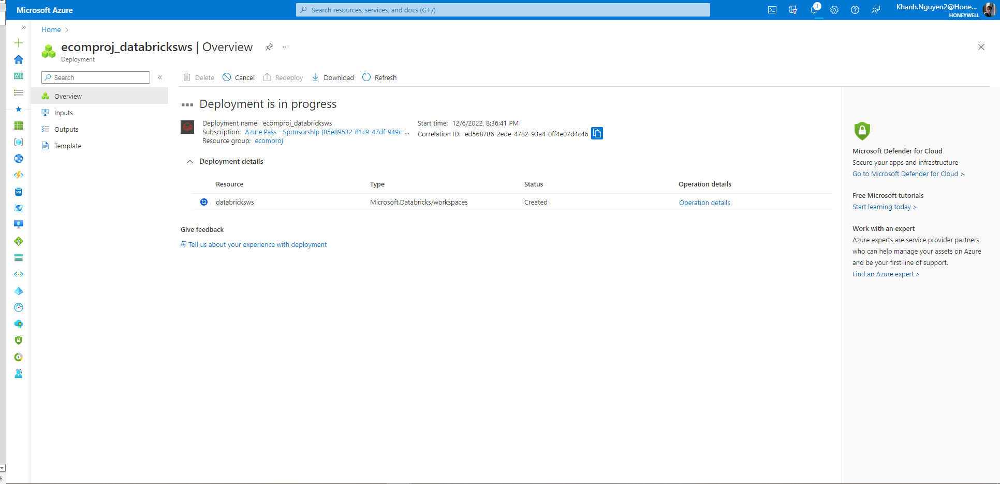 Microsoft Azure
Search resources, services, and docs (G+/)
1
Khanh.Nguyen2@Hone...
HONEYWELL
Home
ecomproj_databricksws | Overview
Deployment
Search
Delete
Cancel
Redeploy
Download
Refresh
Overview
Inputs
Outputs
Template
Deployment is in progress
Deployment name: ecomproj_databricksws
Subscription: Azure Pass - Sponsorship (85e89532-81c9-47df-949c-...
Resource group: ecomproj
Start time: 12/6/2022, 8:36:41 PM
Correlation ID: ed568786-2ede-4782-93a4-0ff4e07d4c46
Deployment details
Resource Type Status Operation details
databricksws Microsoft.Databricks/workspaces Created Operation details
Give feedback
Tell us about your experience with deployment
Microsoft Defender for Cloud
Secure your apps and infrastructure
Go to Microsoft Defender for Cloud >
Free Microsoft tutorials
Start learning today >
Work with an expert
Azure experts are service provider partners
who can help manage your assets on Azure
and be your first line of support.
Find an Azure expert >
SQL
%